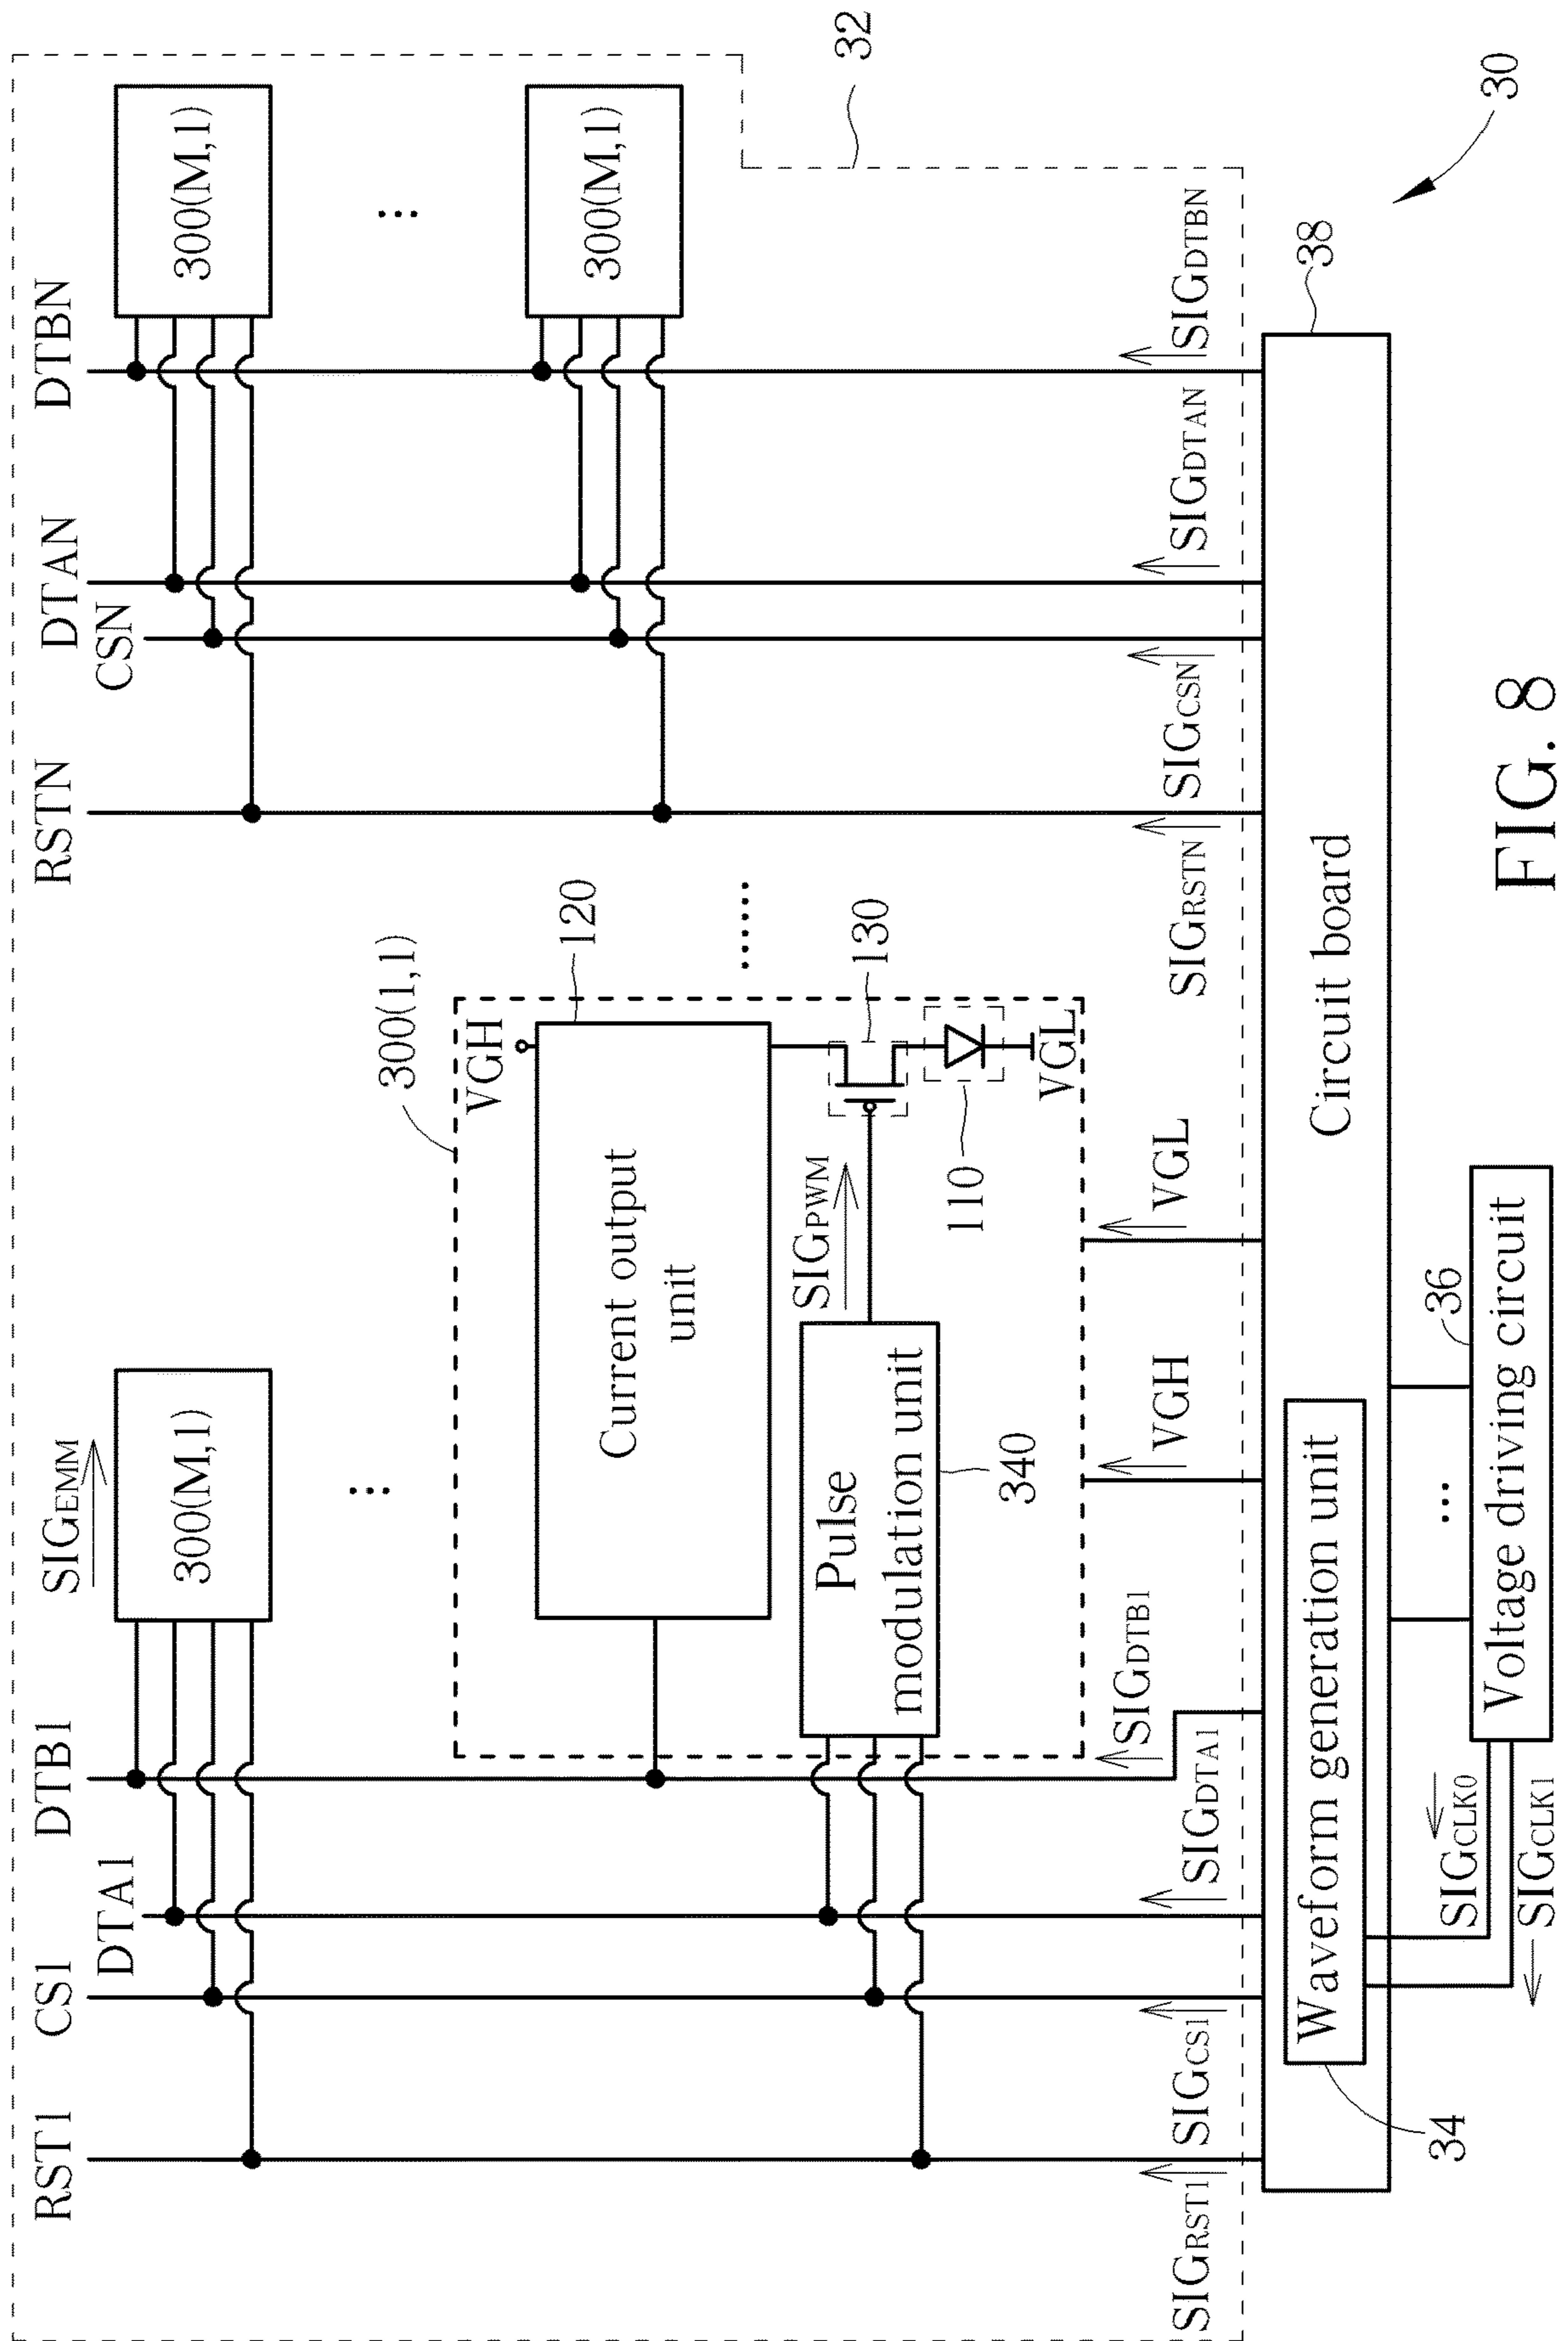 RST1
CS1
DTA1
DTB1
RSTN
CSN
DTAN
DTBN
SIGEMM
300(M,1)
300(M,1)
...
...
300(1,1)
VGH
120
Current output
unit
......
300(M,1)
SIGPWM
130
Pulse
modulation unit
340
110
VGL
32
SIGRST1
SIGCS1
SIGDTA1
SIGDTB1
VGH
VGL
SIGRSTN
SIGCSN
SIGDTAN
SIGDTBN
38
Waveform generation unit
Circuit board
34
SIGCLK0
SIGCLK1
...
36
Voltage driving circuit
30
FIG. 8